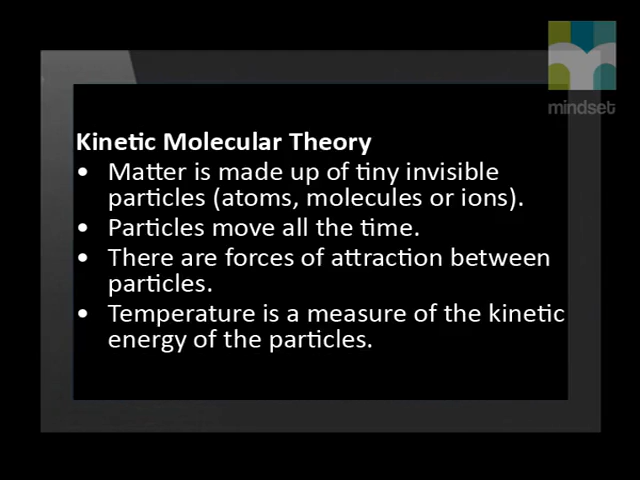 mindset
Kinetic Molecular Theory
• Matter is made up of tiny invisible
particles (atoms, molecules or ions).
• Particles move all the time.
• There are forces of attraction between
particles.
• Temperature is a measure of the kinetic
energy of the particles.